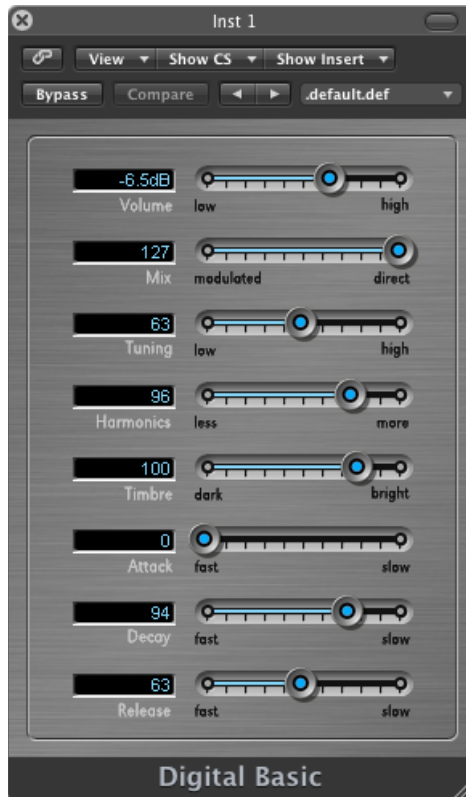 Inst 1
View Show CS Show Insert
Bypass Compare .default.def
-6.5dB
Volume low high
127
Mix modulated direct
63
Tuning low high
96
Harmonics less more
100
Timbre dark bright
0
Attack fast slow
94
Decay fast slow
63
Release fast slow
Digital Basic